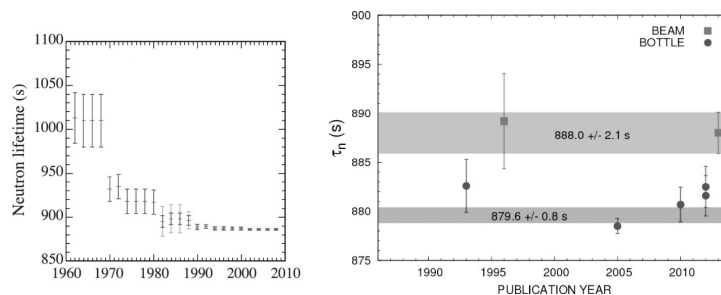 1100
1050
1000
950
900
850
Neutron lifetime (s)
1960 1970 1980 1990 2000 2010
900
895
890
885
880
875
τn (s)
BEAM
BOTTLE
888.0 +/- 2.1 s
879.6 +/- 0.8 s
1990 1995 2000 2005 2010
PUBLICATION YEAR